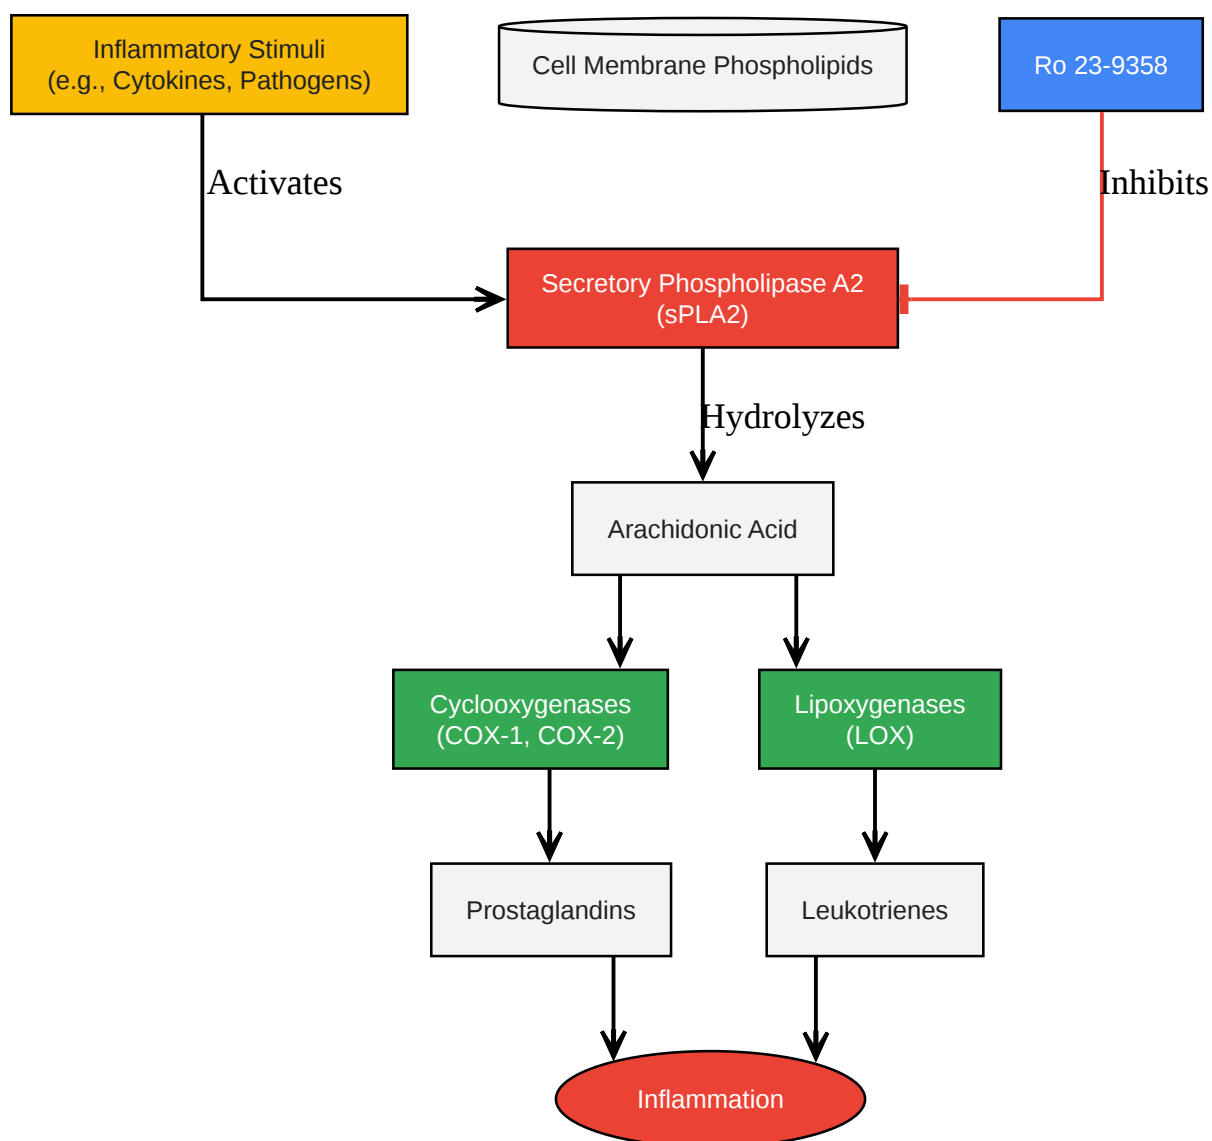 Inflammatory Stimuli
(e.g., Cytokines, Pathogens)
Cell Membrane Phospholipids
Ro 23-9358
Activates
Inhibits
Secretory Phospholipase A2
(sPLA2)
Hydrolyzes
Arachidonic Acid
Cyclooxygenases
(COX-1, COX-2)
Lipoxygenases
(LOX)
Prostaglandins
Leukotrienes
Inflammation